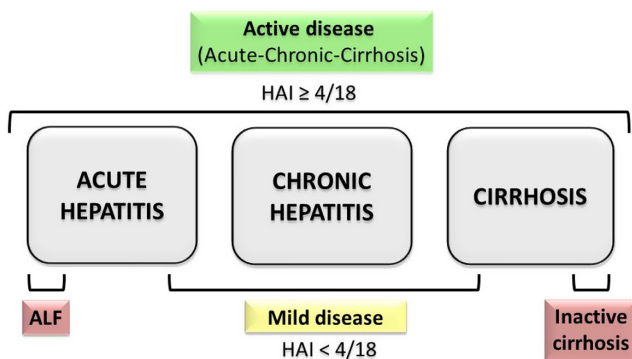 Active disease
(Acute-Chronic-Cirrhosis)
HAI ≥ 4/18
ACUTE
HEPATITIS
CHRONIC
HEPATITIS
CIRRHOSIS
ALF
Mild disease
HAI < 4/18
Inactive
cirrhosis